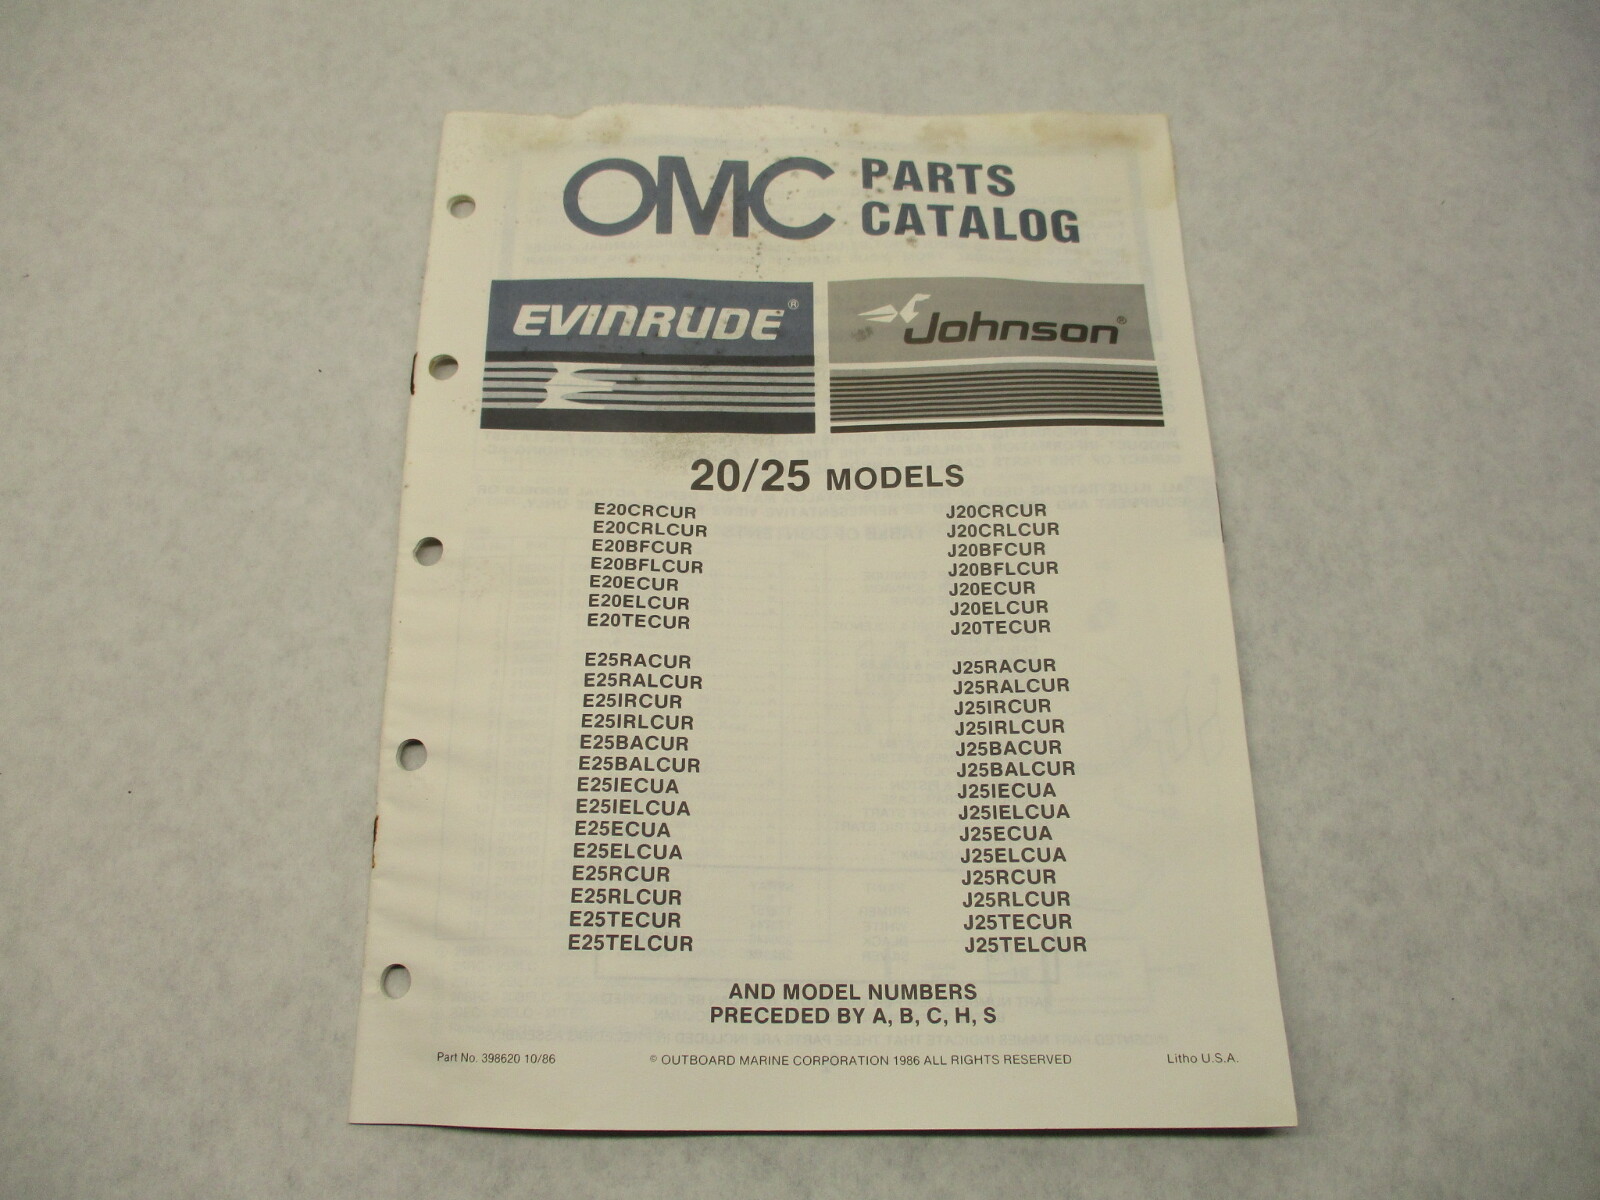 OMC PARTS CATALOG
EVINRUDE®
Johnson®
20/25 MODELS
E20CRCUR
E20CRLCUR
E20BFCUR
E20BFLCUR
E20ECUR
E20ELCUR
E20TECUR
E25RACUR
E25RALCUR
E25IRCUR
E25IRLCUR
E25BACUR
E25BALCUR
E25IECUA
E25IELCUA
E25ECUA
E25ELCUA
E25RCUR
E25RLCUR
E25TECUR
E25TELCUR
J20CRCUR
J20CRLCUR
J20BFCUR
J20BFLCUR
J20ECUR
J20ELCUR
J20TECUR
J25RACUR
J25RALCUR
J25IRCUR
J25IRLCUR
J25BACUR
J25BALCUR
J25IECUA
J25IELCUA
J25ECUA
J25ELCUA
J25RCUR
J25RLCUR
J25TECUR
J25TELCUR
AND MODEL NUMBERS
PRECEDED BY A, B, C, H, S
Part No. 398620 10/86
© OUTBOARD MARINE CORPORATION 1986 ALL RIGHTS RESERVED
Litho U.S.A.